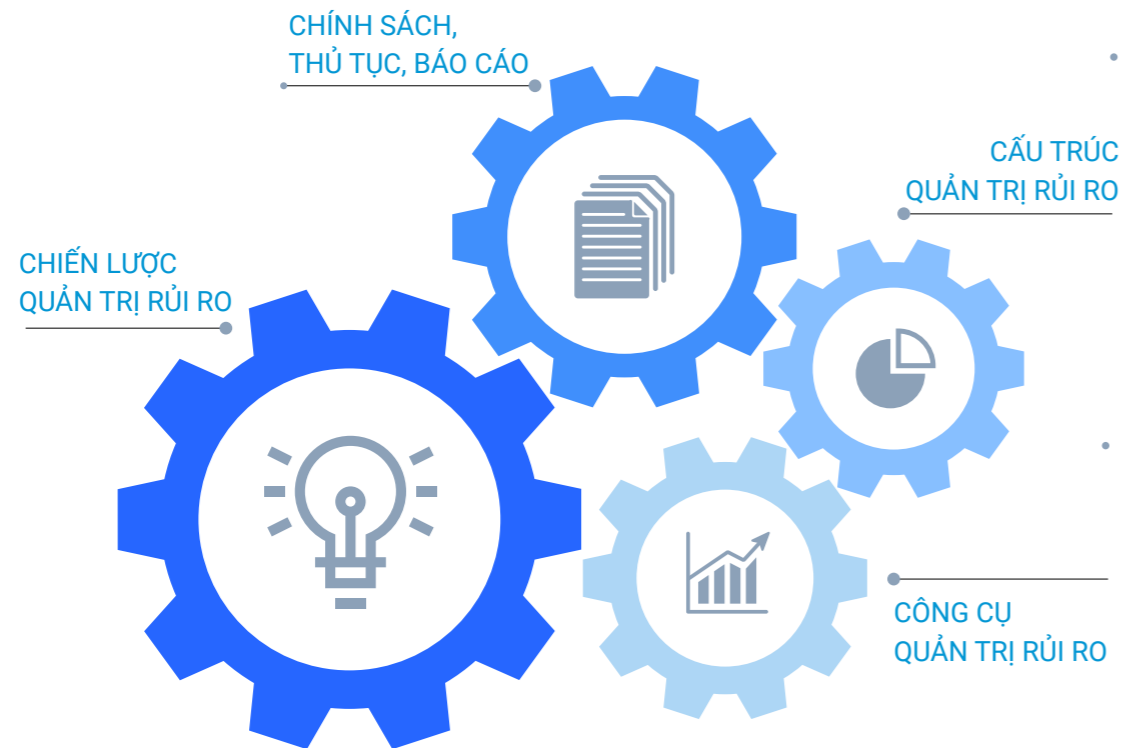 CHÍNH SÁCH,
THỦ TỤC, BÁO CÁO
CẤU TRÚC
QUẢN TRỊ RỦI RO
CHIẾN LƯỢC
QUẢN TRỊ RỦI RO
CÔNG CỤ
QUẢN TRỊ RỦI RO